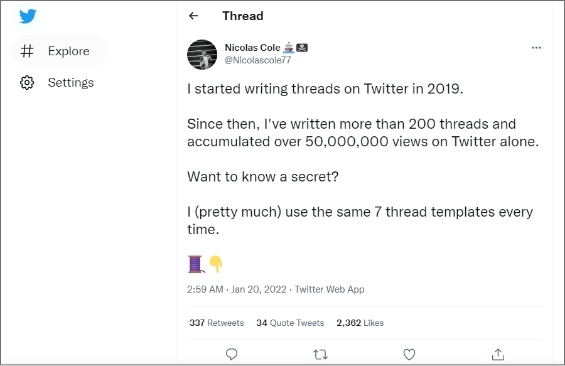 Thread
Explore
Settings
Nicolas Cole
@Nicolascole77
I started writing threads on Twitter in 2019.
Since then, I've written more than 200 threads and
accumulated over 50,000,000 views on Twitter alone.
Want to know a secret?
I (pretty much) use the same 7 thread templates every
time.
2:59 AM · Jan 20, 2022 · Twitter Web App
337 Retweets 34 Quote Tweets 2,362 Likes